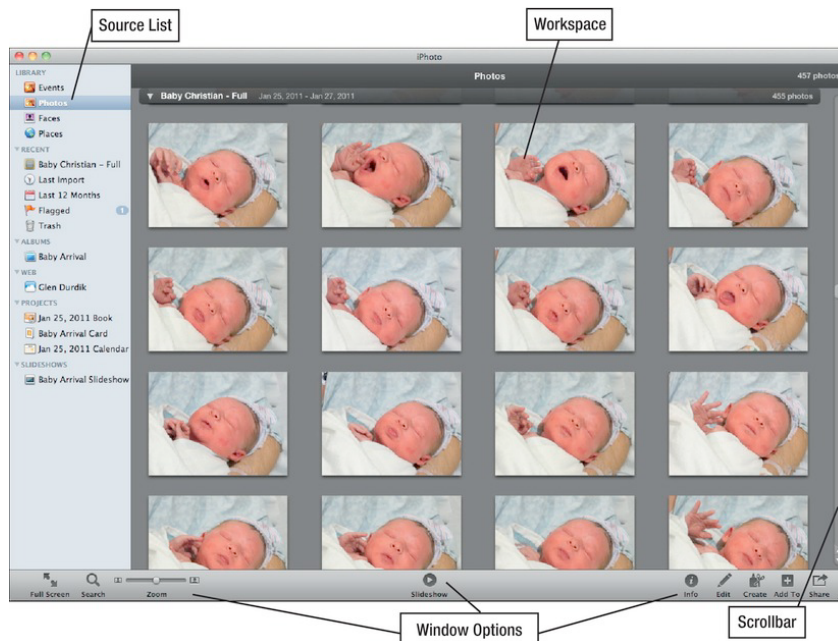 Source List
Workspace
iPhoto
LIBRARY
Events
Photos
Faces
Places
RECENT
Baby Christian - Full
Last Import
Last 12 Months
Flagged 1
Trash
ALBUMS
Baby Arrival
WEB
Glen Durdik
PROJECTS
Jan 25, 2011 Book
Baby Arrival Card
Jan 25, 2011 Calendar
SLIDESHOWS
Baby Arrival Slideshow
Photos 457 photos
Baby Christian - Full Jan 25, 2011 - Jan 27, 2011 455 photos
Full Screen Search Zoom Slideshow Info Edit Create Add To Share
Window Options
Scrollbar